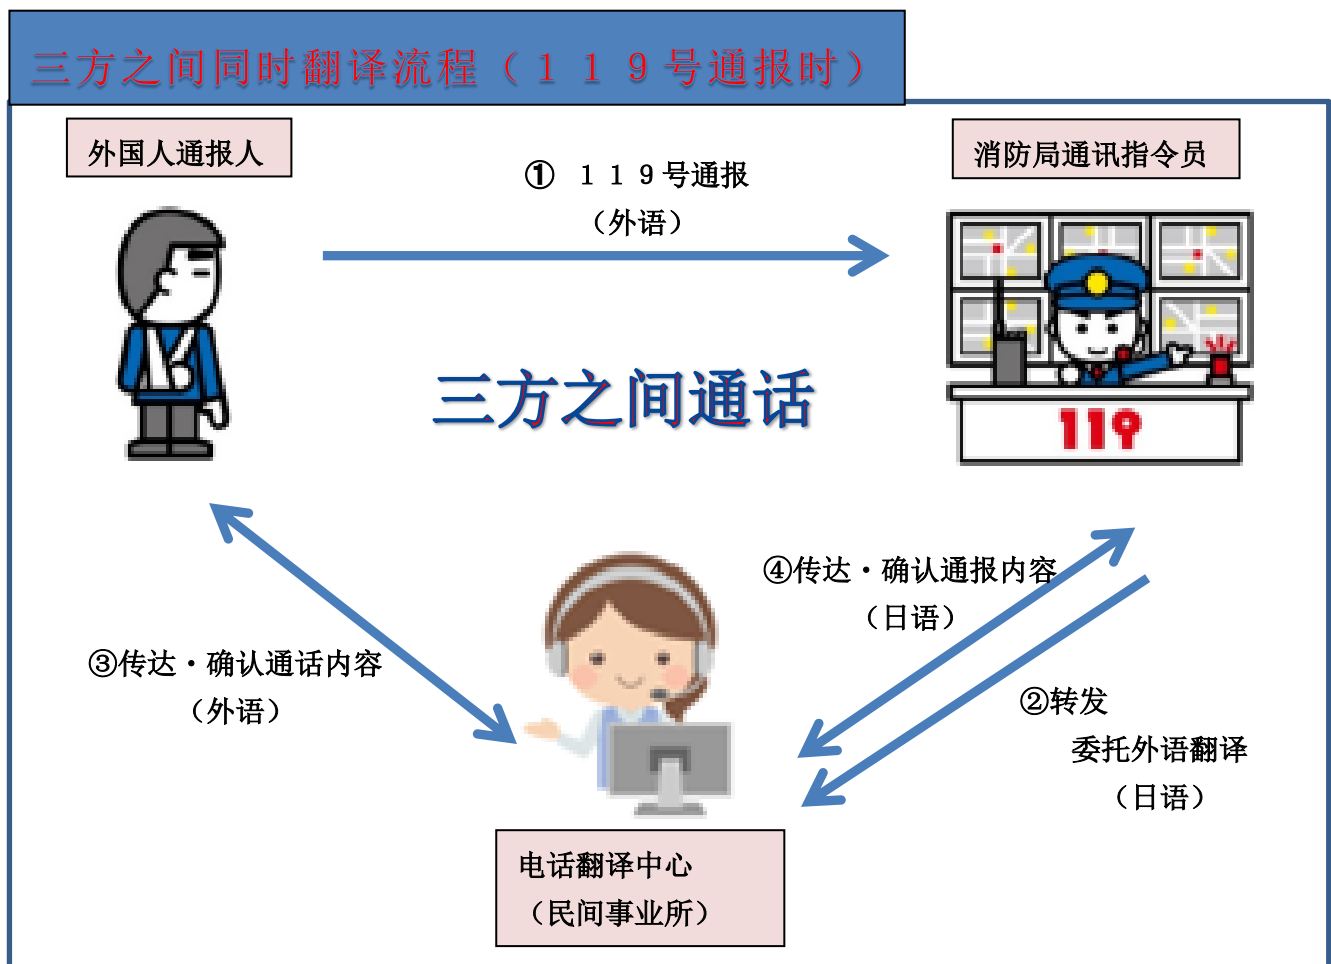 三方之间同时翻译流程（１１９号通报时）
外国人通报人
① １１９号通报
（外语）
消防局通讯指令员
119
三方之间通话
④传达・确认通报内容
（日语）
③传达・确认通话内容
（外语）
②转发
委托外语翻译
（日语）
电话翻译中心
（民间事业所）